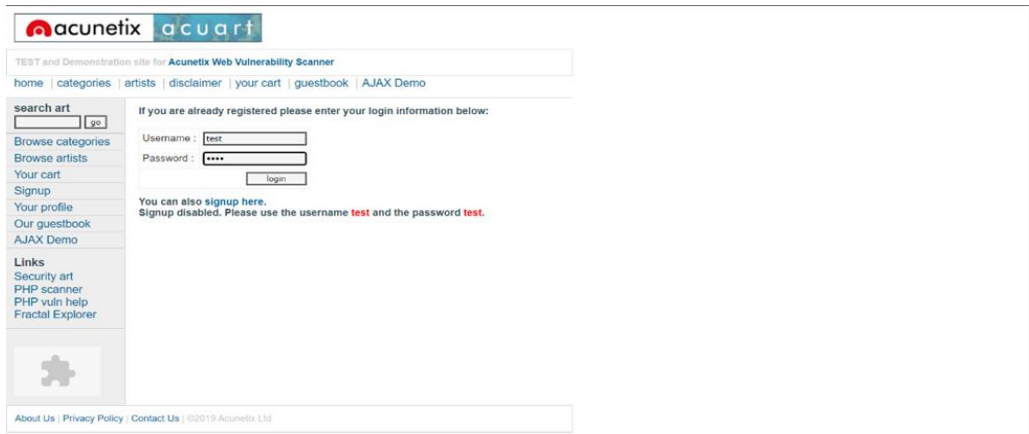 acunetix acuart
TEST and Demonstration site for Acunetix Web Vulnerability Scanner
home | categories | artists | disclaimer | your cart | guestbook | AJAX Demo
search art
go
Browse categories
Browse artists
Your cart
Signup
Your profile
Our guestbook
AJAX Demo
Links
Security art
PHP scanner
PHP vuln help
Fractal Explorer
If you are already registered please enter your login information below:
Username : test
Password : ••••
login
You can also signup here.
Signup disabled. Please use the username test and the password test.
About Us | Privacy Policy | Contact Us | ©2019 Acunetix Ltd